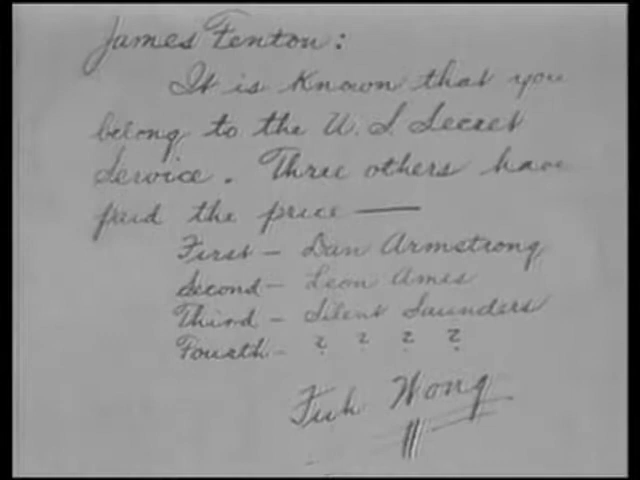 James Fenton:
It is known that you
belong to the U. S. Secret
Service. Three others have
paid the price —
First — Dan Armstrong
Second — Leon Ames
Third — Silent Saunders
Fourth — ? ? ? ?
Fuh Wong